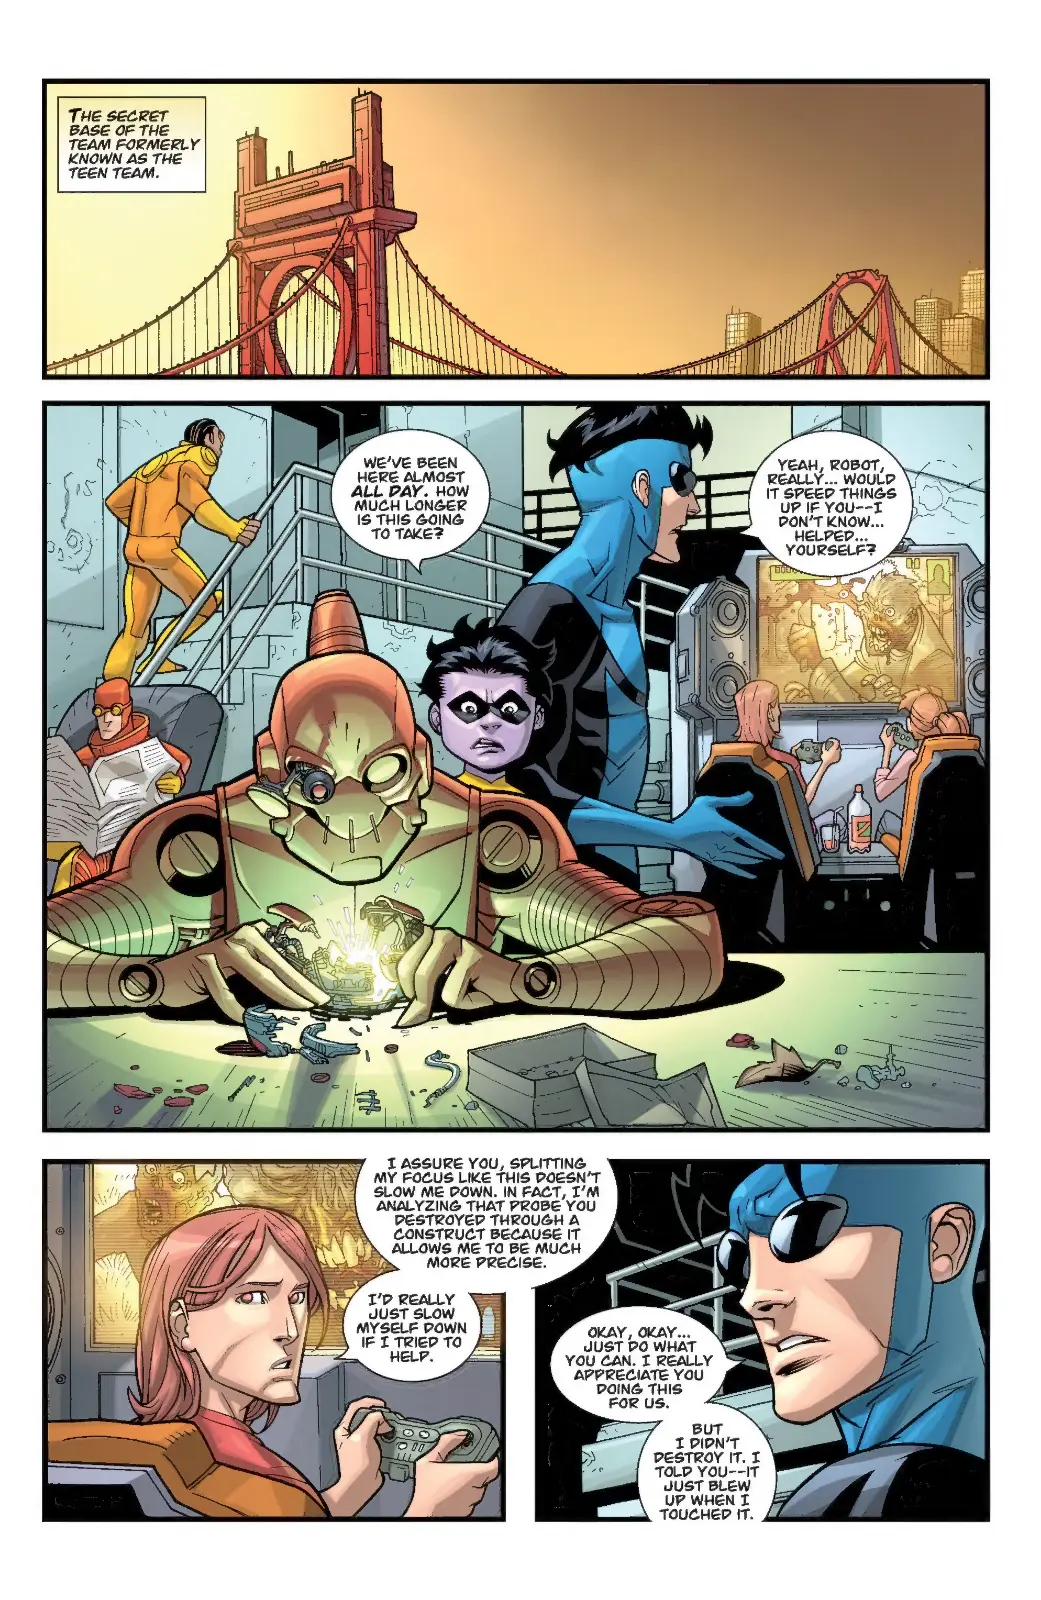 THE SECRET
BASE OF THE
TEAM FORMERLY
KNOWN AS THE
TEEN TEAM.
WE'VE BEEN
HERE ALMOST
ALL DAY. HOW
MUCH LONGER
IS THIS GOING
TO TAKE?
YEAH, ROBOT,
REALLY... WOULD
IT SPEED THINGS
UP IF YOU--I
DON'T KNOW...
HELPED...
YOURSELF?
Z
I ASSURE YOU, SPLITTING
MY FOCUS LIKE THIS DOESN'T
SLOW ME DOWN. IN FACT, I'M
ANALYZING THAT PROBE YOU
DESTROYED THROUGH A
CONSTRUCT BECAUSE IT
ALLOWS ME TO BE MUCH
MORE PRECISE.
I'D REALLY
JUST SLOW
MYSELF DOWN
IF I TRIED TO
HELP.
OKAY, OKAY...
JUST DO WHAT
YOU CAN. I REALLY
APPRECIATE YOU
DOING THIS
FOR US.
BUT
I DIDN'T
DESTROY IT. I
TOLD YOU--IT
JUST BLEW
UP WHEN I
TOUCHED IT.